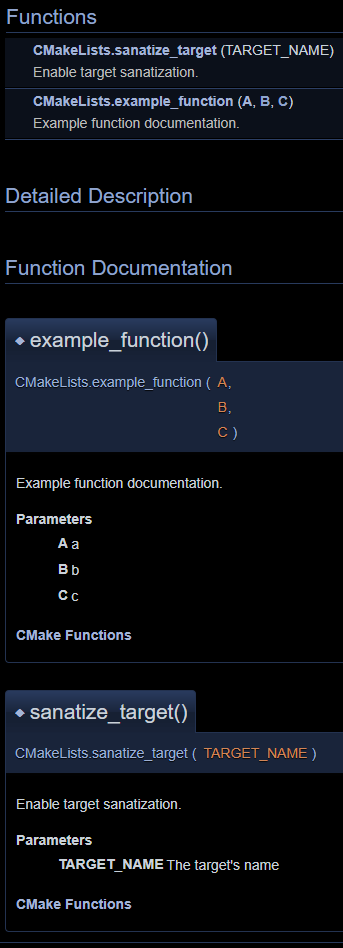 Functions
CMakeLists.sanatize_target (TARGET_NAME)
Enable target sanatization.
CMakeLists.example_function (A, B, C)
Example function documentation.
Detailed Description
Function Documentation
◆ example_function()
CMakeLists.example_function ( A,
B,
C )
Example function documentation.
Parameters
A a
B b
C c
CMake Functions
◆ sanatize_target()
CMakeLists.sanatize_target ( TARGET_NAME )
Enable target sanatization.
Parameters
TARGET_NAME The target's name
CMake Functions